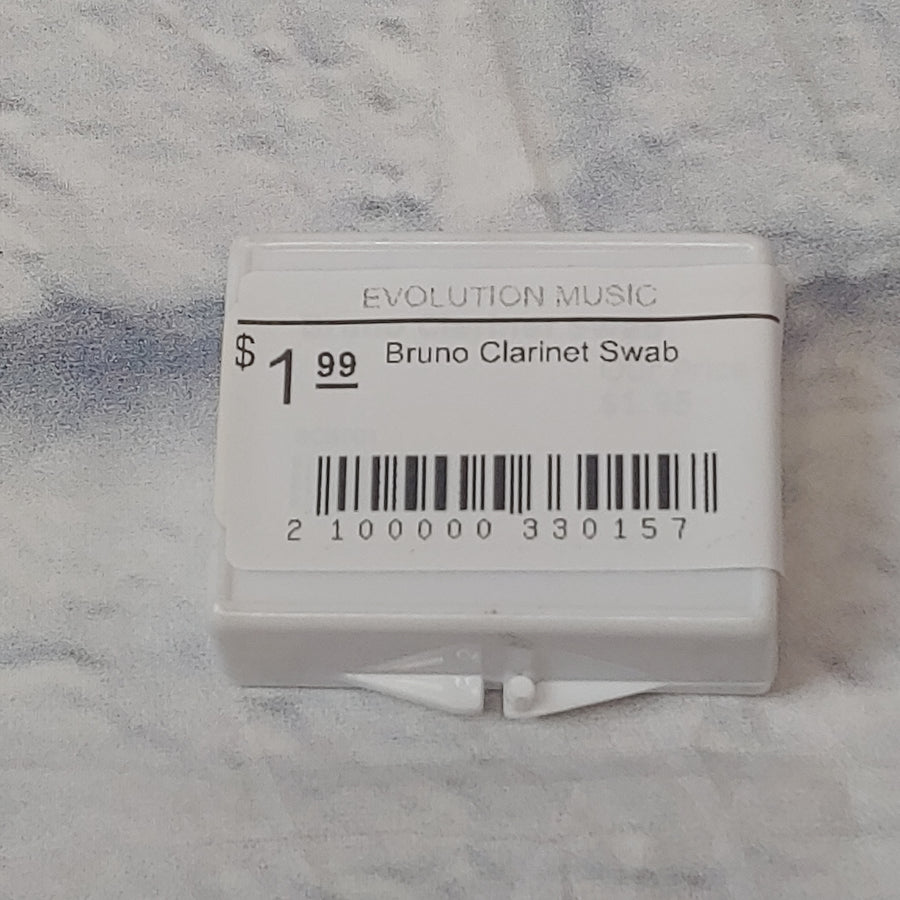 EVOLUTION MUSIC
$1 99 Bruno Clarinet Swab
2 100000 330157